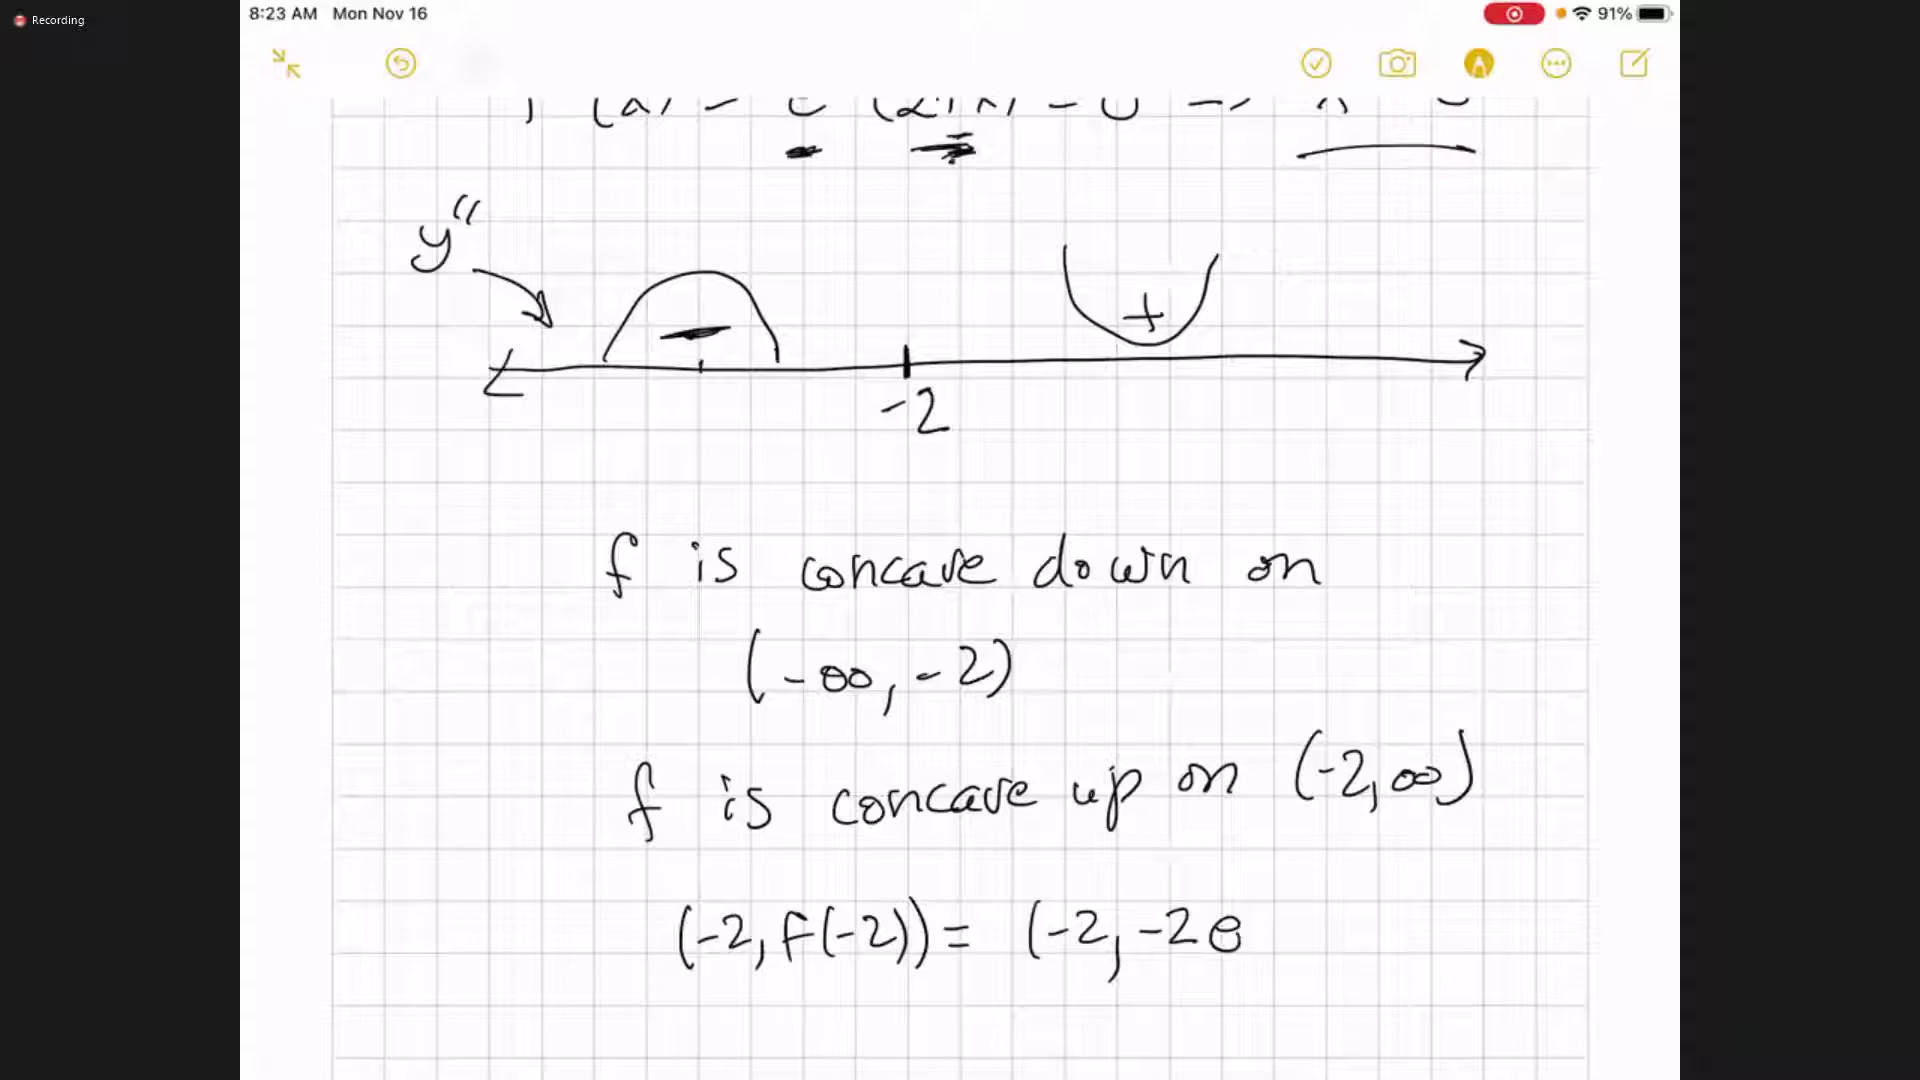 Recording
8:23 AM Mon Nov 16
91%
y"
-
+
-2
f is concave down on
(-∞, -2)
f is concave up on (-2, ∞)
(-2, f(-2)) = (-2, -2e